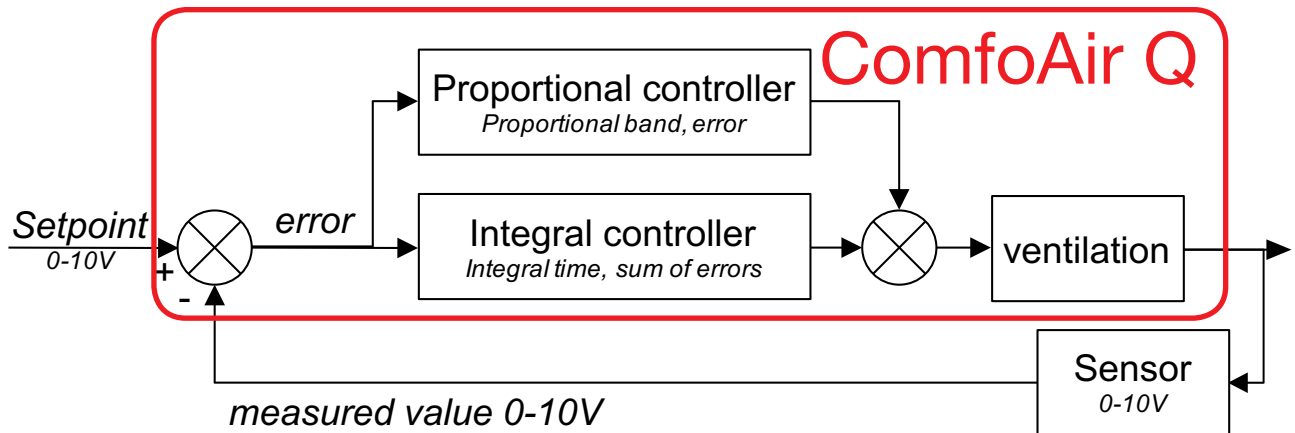 ComfoAir Q
Proportional controller
Proportional band, error
Setpoint
0-10V
+
-
error
Integral controller
Integral time, sum of errors
ventilation
Sensor
0-10V
measured value 0-10V